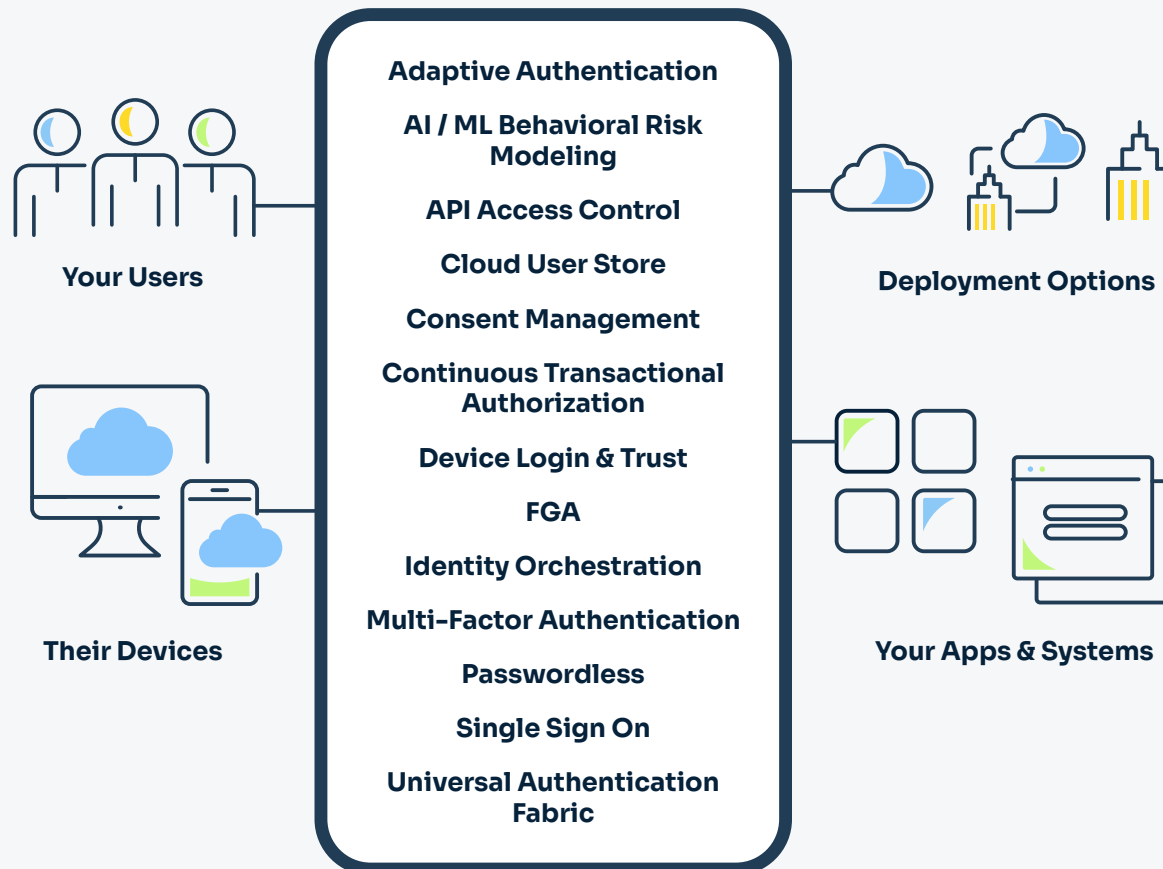 Your Users
Their Devices
Adaptive Authentication
AI / ML Behavioral Risk
Modeling
API Access Control
Cloud User Store
Consent Management
Continuous Transactional
Authorization
Device Login & Trust
FGA
Identity Orchestration
Multi-Factor Authentication
Passwordless
Single Sign On
Universal Authentication
Fabric
Deployment Options
Your Apps & Systems